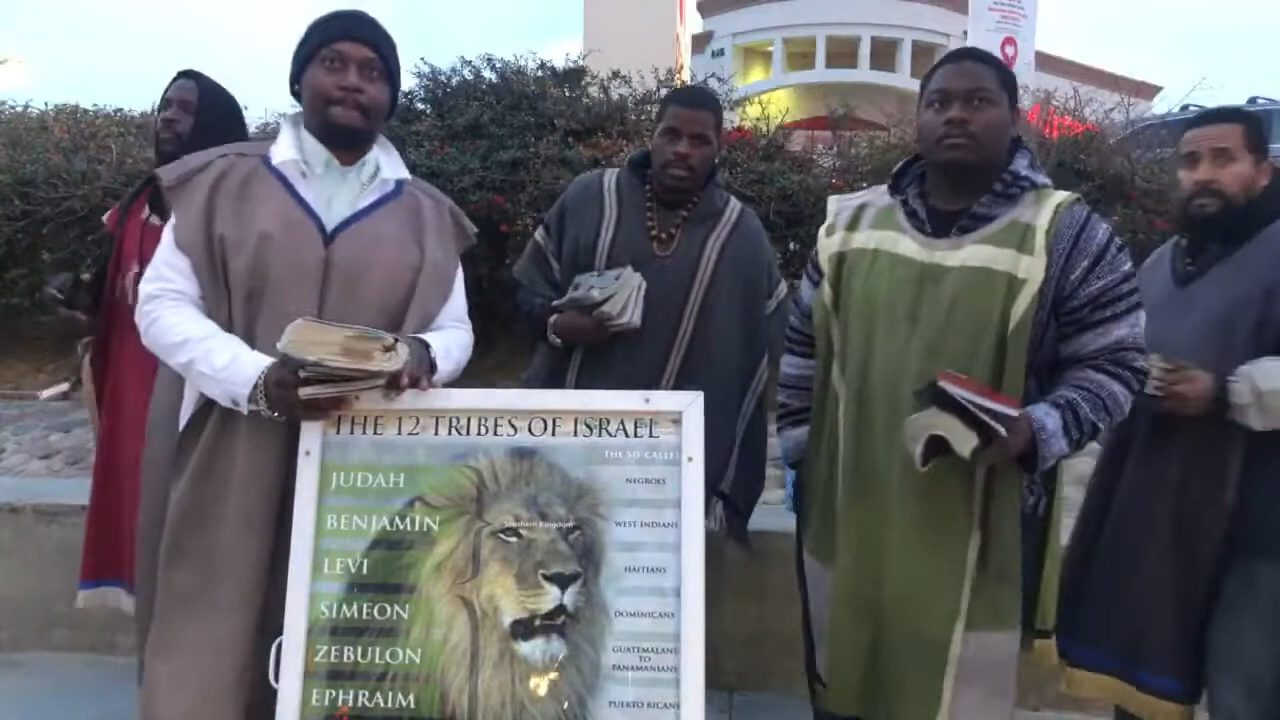 THE 12 TRIBES OF ISRAEL
THE SO CALLED
JUDAH NEGROES
BENJAMIN Southern Kingdom WEST INDIANS
LEVI HAITIANS
SIMEON DOMINICANS
ZEBULON GUATEMALANS
TO
PANAMANIANS
EPHRAIM PUERTO RICANS